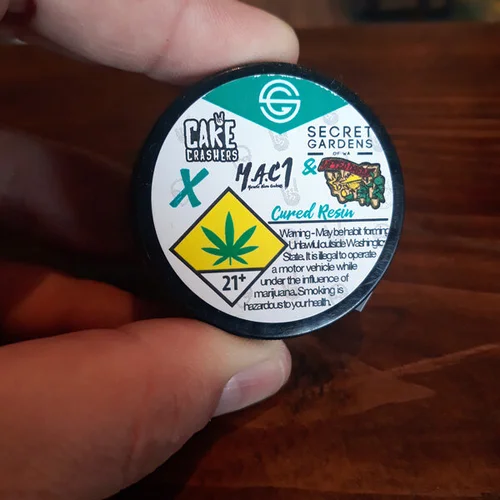 SG
CAKE
CRASHERS
SECRET
GARDENS
OF WA
X
M.A.C 1
&
Cured Resin
Warning - May be habit forming
Unlawful outside Washington
State. It is illegal to operate
a motor vehicle while
under the influence of
marijuana. Smoking is
hazardous to your health.
21+